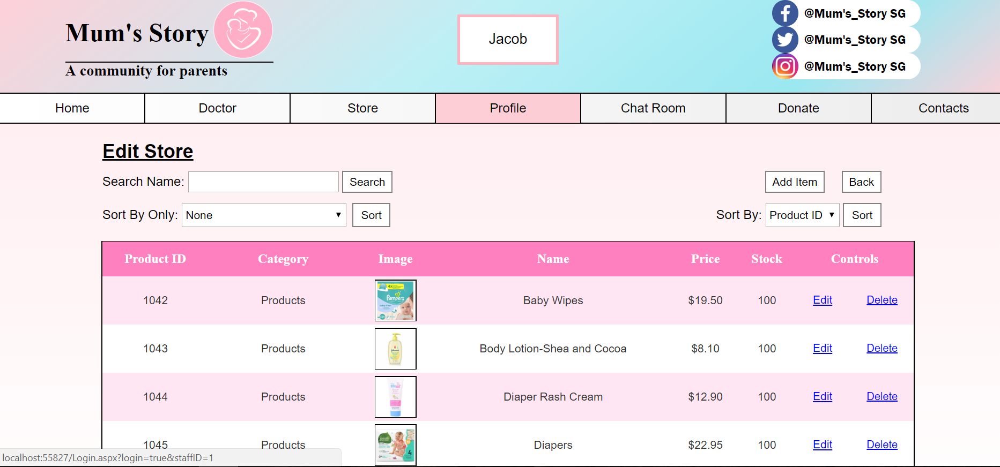 Mum's Story
A community for parents
Jacob
@Mum's_Story SG
@Mum's_Story SG
@Mum's_Story SG
Home Doctor Store Profile Chat Room Donate Contacts
Edit Store
Search Name: Search Add Item Back
Sort By Only: None Sort Sort By: Product ID Sort
Product ID Category Image Name Price Stock Controls
1042 Products Pampers Baby Wipes $19.50 100 Edit Delete
1043 Products Body Lotion-Shea and Cocoa $8.10 100 Edit Delete
1044 Products Diaper Rash Cream $12.90 100 Edit Delete
1045 Products Diapers $22.95 100 Edit Delete
localhost:55827/Login.aspx?login=true&staffID=1